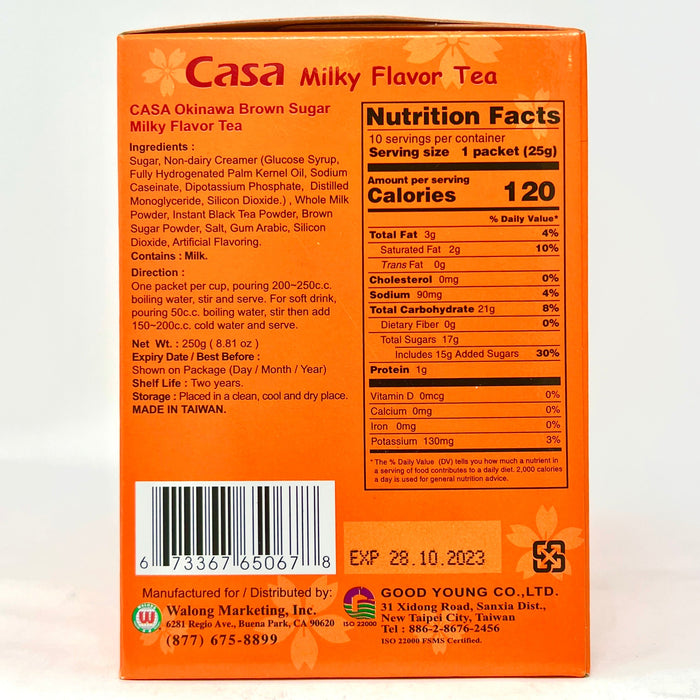 Casa Milky Flavor Tea
CASA Okinawa Brown Sugar
Milky Flavor Tea
Ingredients :
Sugar, Non-dairy Creamer (Glucose Syrup,
Fully Hydrogenated Palm Kernel Oil, Sodium
Caseinate, Dipotassium Phosphate, Distilled
Monoglyceride, Silicon Dioxide.) , Whole Milk
Powder, Instant Black Tea Powder, Brown
Sugar Powder, Salt, Gum Arabic, Silicon
Dioxide, Artificial Flavoring.
Contains : Milk.
Direction :
One packet per cup, pouring 200~250c.c.
boiling water, stir and serve. For soft drink,
pouring 50c.c. boiling water, stir then add
150~200c.c. cold water and serve.
Net Wt. : 250g ( 8.81 oz )
Expiry Date / Best Before :
Shown on Package (Day / Month / Year)
Shelf Life : Two years.
Storage : Placed in a clean, cool and dry place.
MADE IN TAIWAN.
Nutrition Facts
10 servings per container
Serving size 1 packet (25g)
Amount per serving
Calories 120
% Daily Value*
Total Fat 3g 4%
Saturated Fat 2g 10%
Trans Fat 0g
Cholesterol 0mg 0%
Sodium 90mg 4%
Total Carbohydrate 21g 8%
Dietary Fiber 0g 0%
Total Sugars 17g
Includes 15g Added Sugars 30%
Protein 1g
Vitamin D 0mcg 0%
Calcium 0mg 0%
Iron 0mg 0%
Potassium 130mg 3%
* The % Daily Value (DV) tells you how much a nutrient in
a serving of food contributes to a daily diet. 2,000 calories
a day is used for general nutrition advice.
6 73367 65067 8
EXP 28.10.2023
Manufactured for / Distributed by:
WALONG
W
Walong Marketing, Inc.
6281 Regio Ave., Buena Park, CA 90620
(877) 675-8899
ISO 22000
GOOD YOUNG CO.,LTD.
31 Xidong Road, Sanxia Dist.,
New Taipei City, Taiwan
Tel : 886-2-8676-2456
ISO 22000 FSMS Certified.